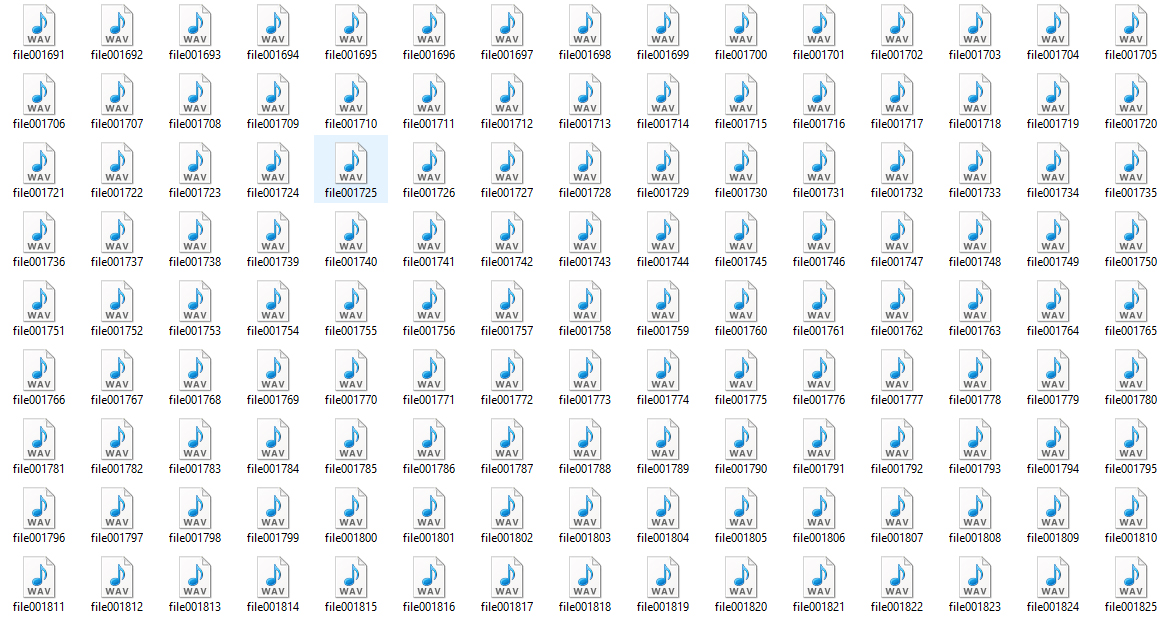 WAV WAV WAV WAV WAV WAV WAV WAV WAV WAV WAV WAV WAV WAV WAV
file001691 file001692 file001693 file001694 file001695 file001696 file001697 file001698 file001699 file001700 file001701 file001702 file001703 file001704 file001705
WAV WAV WAV WAV WAV WAV WAV WAV WAV WAV WAV WAV WAV WAV WAV
file001706 file001707 file001708 file001709 file001710 file001711 file001712 file001713 file001714 file001715 file001716 file001717 file001718 file001719 file001720
WAV WAV WAV WAV WAV WAV WAV WAV WAV WAV WAV WAV WAV WAV WAV
file001721 file001722 file001723 file001724 file001725 file001726 file001727 file001728 file001729 file001730 file001731 file001732 file001733 file001734 file001735
WAV WAV WAV WAV WAV WAV WAV WAV WAV WAV WAV WAV WAV WAV WAV
file001736 file001737 file001738 file001739 file001740 file001741 file001742 file001743 file001744 file001745 file001746 file001747 file001748 file001749 file001750
WAV WAV WAV WAV WAV WAV WAV WAV WAV WAV WAV WAV WAV WAV WAV
file001751 file001752 file001753 file001754 file001755 file001756 file001757 file001758 file001759 file001760 file001761 file001762 file001763 file001764 file001765
WAV WAV WAV WAV WAV WAV WAV WAV WAV WAV WAV WAV WAV WAV WAV
file001766 file001767 file001768 file001769 file001770 file001771 file001772 file001773 file001774 file001775 file001776 file001777 file001778 file001779 file001780
WAV WAV WAV WAV WAV WAV WAV WAV WAV WAV WAV WAV WAV WAV WAV
file001781 file001782 file001783 file001784 file001785 file001786 file001787 file001788 file001789 file001790 file001791 file001792 file001793 file001794 file001795
WAV WAV WAV WAV WAV WAV WAV WAV WAV WAV WAV WAV WAV WAV WAV
file001796 file001797 file001798 file001799 file001800 file001801 file001802 file001803 file001804 file001805 file001806 file001807 file001808 file001809 file001810
WAV WAV WAV WAV WAV WAV WAV WAV WAV WAV WAV WAV WAV WAV WAV
file001811 file001812 file001813 file001814 file001815 file001816 file001817 file001818 file001819 file001820 file001821 file001822 file001823 file001824 file001825